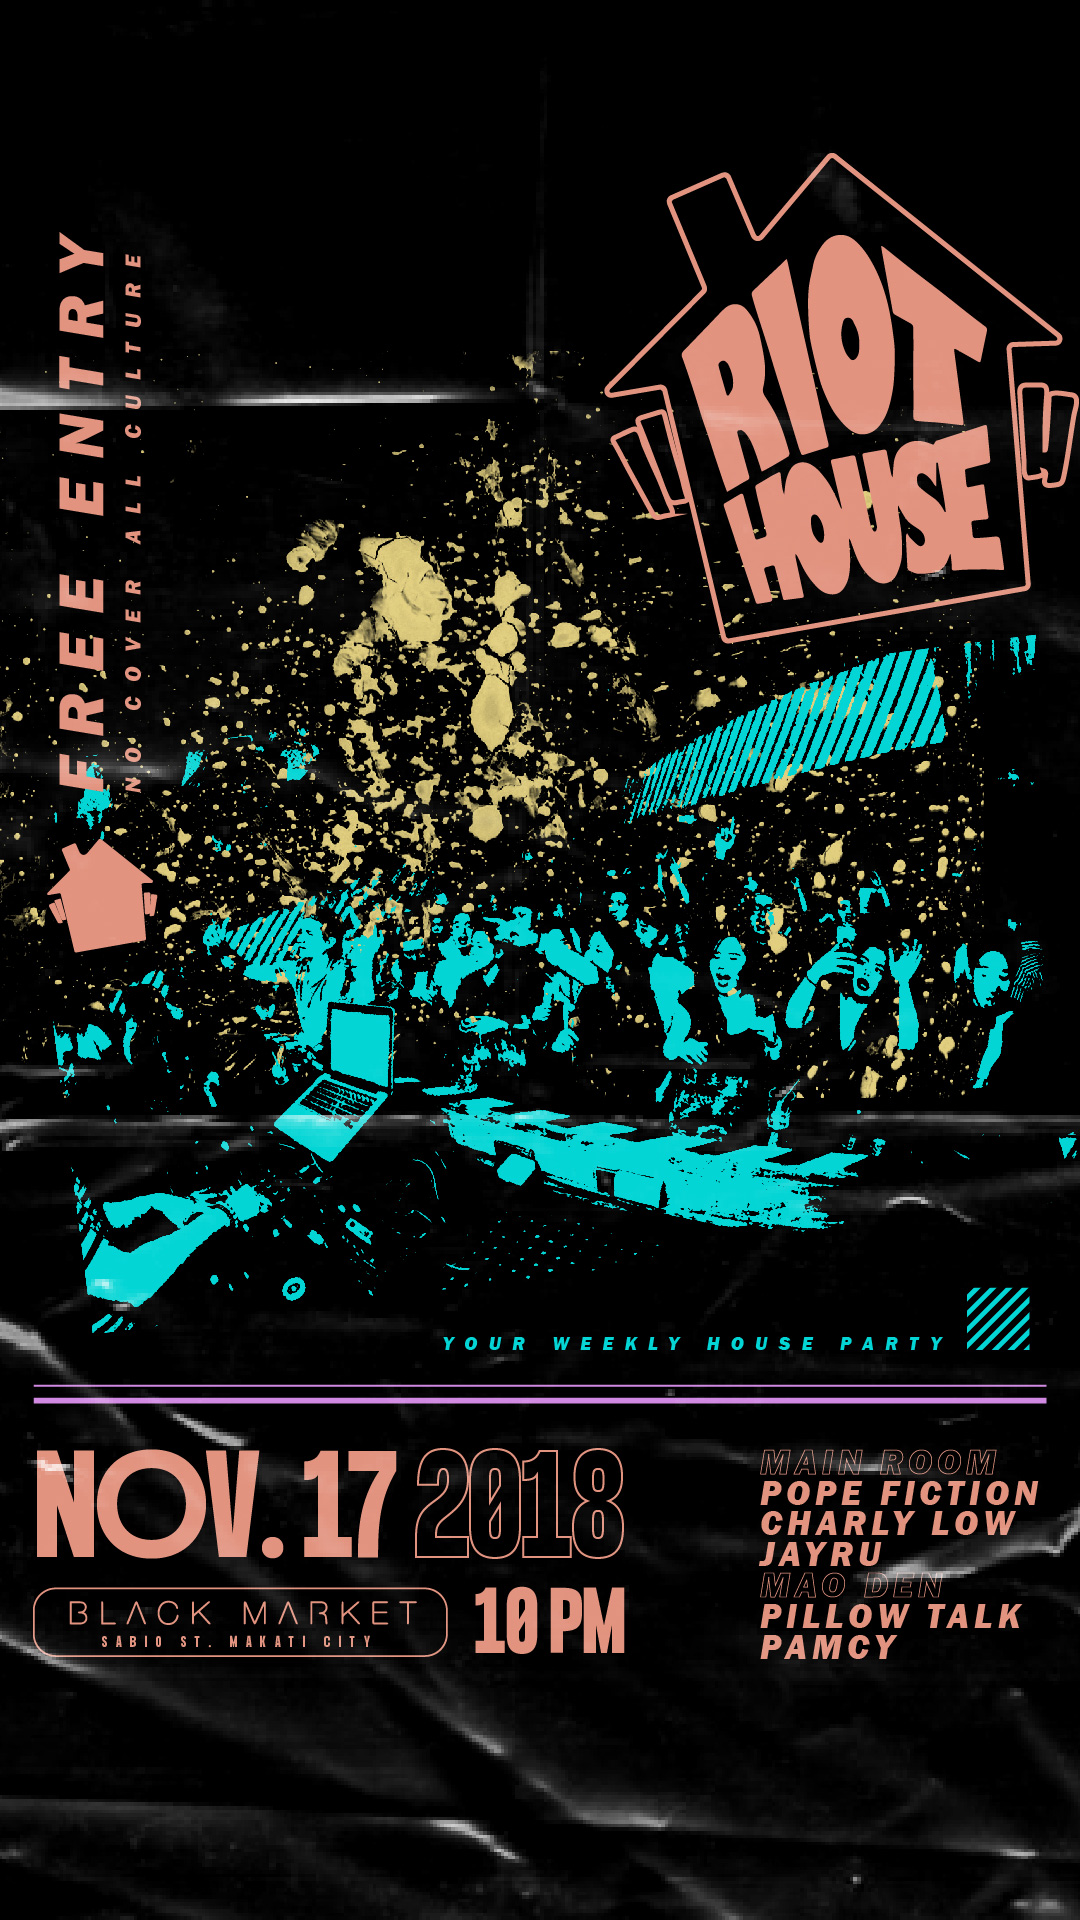 RIOT
HOUSE
FREE ENTRY
NO COVER ALL CULTURE
YOUR WEEKLY HOUSE PARTY
NOV. 17 2018
BLACK MARKET
SABIO ST. MAKATI CITY
10 PM
MAIN ROOM
POPE FICTION
CHARLY LOW
JAYRU
MAO DEN
PILLOW TALK
PAMCY